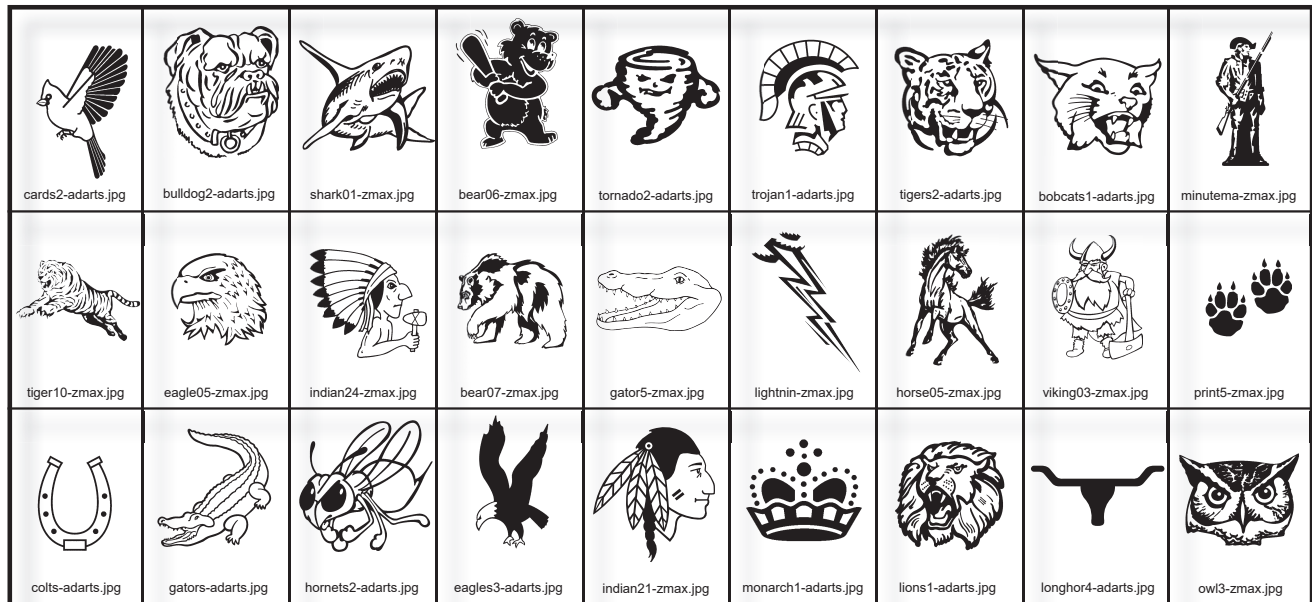 cards2-adarts.jpg
bulldog2-adarts.jpg
shark01-zmax.jpg
bear06-zmax.jpg
tornado2-adarts.jpg
trojan1-adarts.jpg
tigers2-adarts.jpg
bobcats1-adarts.jpg
minutema-zmax.jpg
tiger10-zmax.jpg
eagle05-zmax.jpg
indian24-zmax.jpg
bear07-zmax.jpg
gator5-zmax.jpg
lightnin-zmax.jpg
horse05-zmax.jpg
viking03-zmax.jpg
print5-zmax.jpg
colts-adarts.jpg
gators-adarts.jpg
hornets2-adarts.jpg
eagles3-adarts.jpg
indian21-zmax.jpg
monarch1-adarts.jpg
lions1-adarts.jpg
longhor4-adarts.jpg
owl3-zmax.jpg